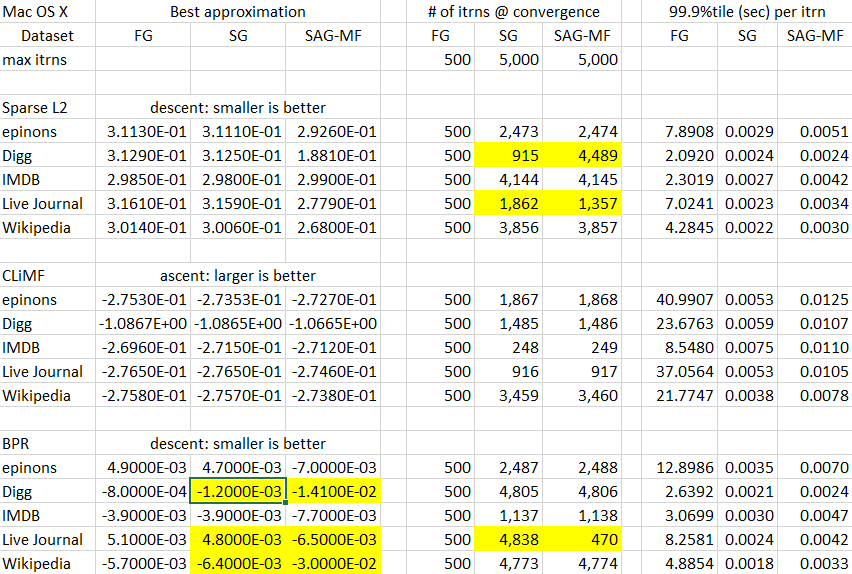 Mac OS X Best approximation # of itrns @ convergence 99.9%tile (sec) per itrn
Dataset FG SG SAG-MF FG SG SAG-MF FG SG SAG-MF
max itrns 500 5,000 5,000
Sparse L2 descent: smaller is better
epinons 3.1130E-01 3.1110E-01 2.9260E-01 500 2,473 2,474 7.8908 0.0029 0.0051
Digg 3.1290E-01 3.1250E-01 1.8810E-01 500 915 4,489 2.0920 0.0024 0.0024
IMDB 2.9850E-01 2.9800E-01 2.9900E-01 500 4,144 4,145 2.3019 0.0027 0.0042
Live Journal 3.1610E-01 3.1590E-01 2.7790E-01 500 1,862 1,357 7.0241 0.0023 0.0034
Wikipedia 3.0140E-01 3.0060E-01 2.6800E-01 500 3,856 3,857 4.2845 0.0022 0.0030
CLiMF ascent: larger is better
epinons -2.7530E-01 -2.7353E-01 -2.7270E-01 500 1,867 1,868 40.9907 0.0053 0.0125
Digg -1.0867E+00 -1.0865E+00 -1.0665E+00 500 1,485 1,486 23.6763 0.0059 0.0107
IMDB -2.6960E-01 -2.7150E-01 -2.7120E-01 500 248 249 8.5480 0.0075 0.0110
Live Journal -2.7650E-01 -2.7650E-01 -2.7460E-01 500 916 917 37.0564 0.0053 0.0105
Wikipedia -2.7580E-01 -2.7570E-01 -2.7380E-01 500 3,459 3,460 21.7747 0.0038 0.0078
BPR descent: smaller is better
epinons 4.9000E-03 4.7000E-03 -7.0000E-03 500 2,487 2,488 12.8986 0.0035 0.0070
Digg -8.0000E-04 -1.2000E-03 -1.4100E-02 500 4,805 4,806 2.6392 0.0021 0.0024
IMDB -3.9000E-03 -3.9000E-03 -7.7000E-03 500 1,137 1,138 3.0699 0.0030 0.0047
Live Journal 5.1000E-03 4.8000E-03 -6.5000E-03 500 4,838 470 8.2581 0.0024 0.0042
Wikipedia -5.7000E-03 -6.4000E-03 -3.0000E-02 500 4,773 4,774 4.8854 0.0018 0.0033